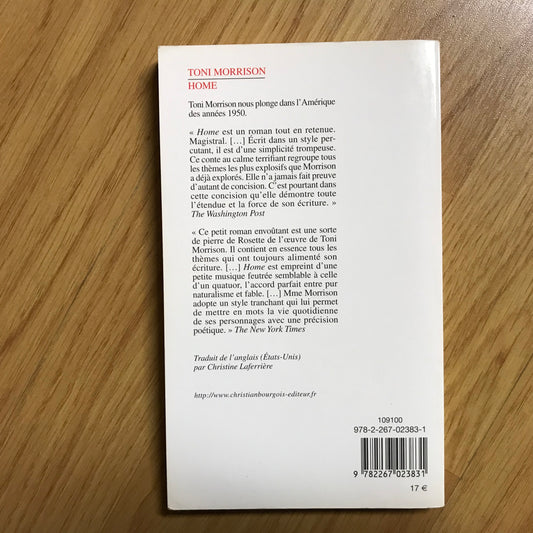 TONI MORRISON
HOME
Toni Morrison nous plonge dans l'Amérique
des années 1950.
« Home est un roman tout en retenue.
Magistral. […] Écrit dans un style per-
cutant, il est d'une simplicité trompeuse.
Ce conte au calme terrifiant regroupe tous
les thèmes les plus explosifs que Morrison
a déjà explorés. Elle n'a jamais fait preuve
d'autant de concision. C'est pourtant dans
cette concision qu'elle démontre toute
l'étendue et la force de son écriture. »
The Washington Post
« Ce petit roman envoûtant est une sorte
de pierre de Rosette de l'œuvre de Toni
Morrison. Il contient en essence tous les
thèmes qui ont toujours alimenté son
écriture. […] Home est empreint d'une
petite musique feutrée semblable à celle
d'un quatuor, l'accord parfait entre pur
naturalisme et fable. […] Mme Morrison
adopte un style tranchant qui lui permet
de mettre en mots la vie quotidienne
de ses personnages avec une précision
poétique. » The New York Times
Traduit de l'anglais (États-Unis)
par Christine Laferrière
http://www.christianbourgois-editeur.fr
109100
978-2-267-02383-1
9 782267 023831
17 €